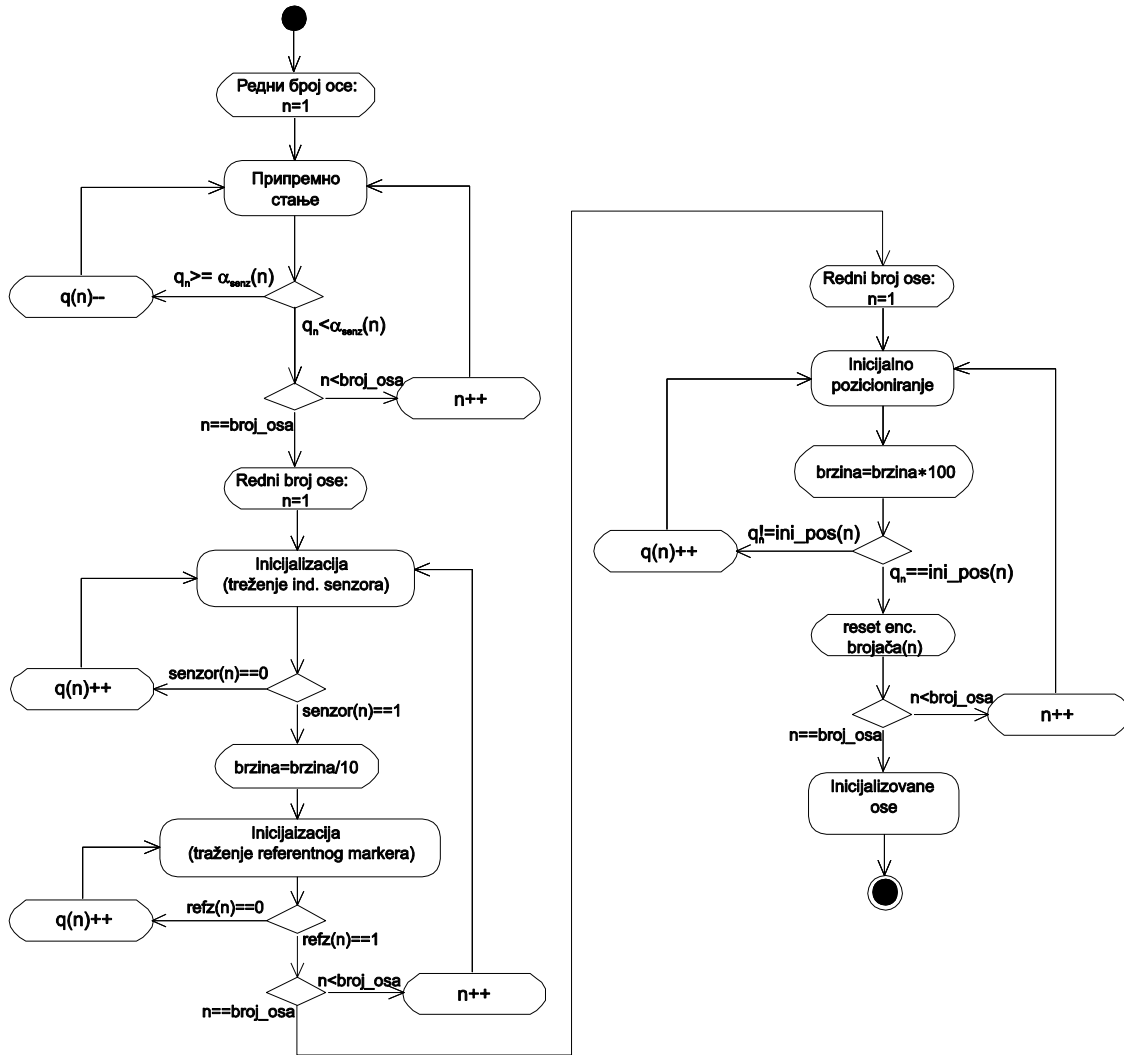 Редни број осе:
n=1
Припремно
стање
qₙ>= αsenz(n)
q(n)--
qₙ<αsenz(n)
n<broj_osa
n++
n==broj_osa
Redni broj ose:
n=1
Inicijalizacija
(treženje ind. senzora)
senzor(n)==0
q(n)++
senzor(n)==1
brzina=brzina/10
Inicijaizacija
(traženje referentnog markera)
refz(n)==0
q(n)++
refz(n)==1
n<broj_osa
n++
n==broj_osa
Redni broj ose:
n=1
Inicijalno
pozicioniranje
brzina=brzina*100
qₙ!=ini_pos(n)
q(n)++
qₙ==ini_pos(n)
reset enc.
brojača(n)
n<broj_osa
n++
n==broj_osa
Inicijalizovane
ose